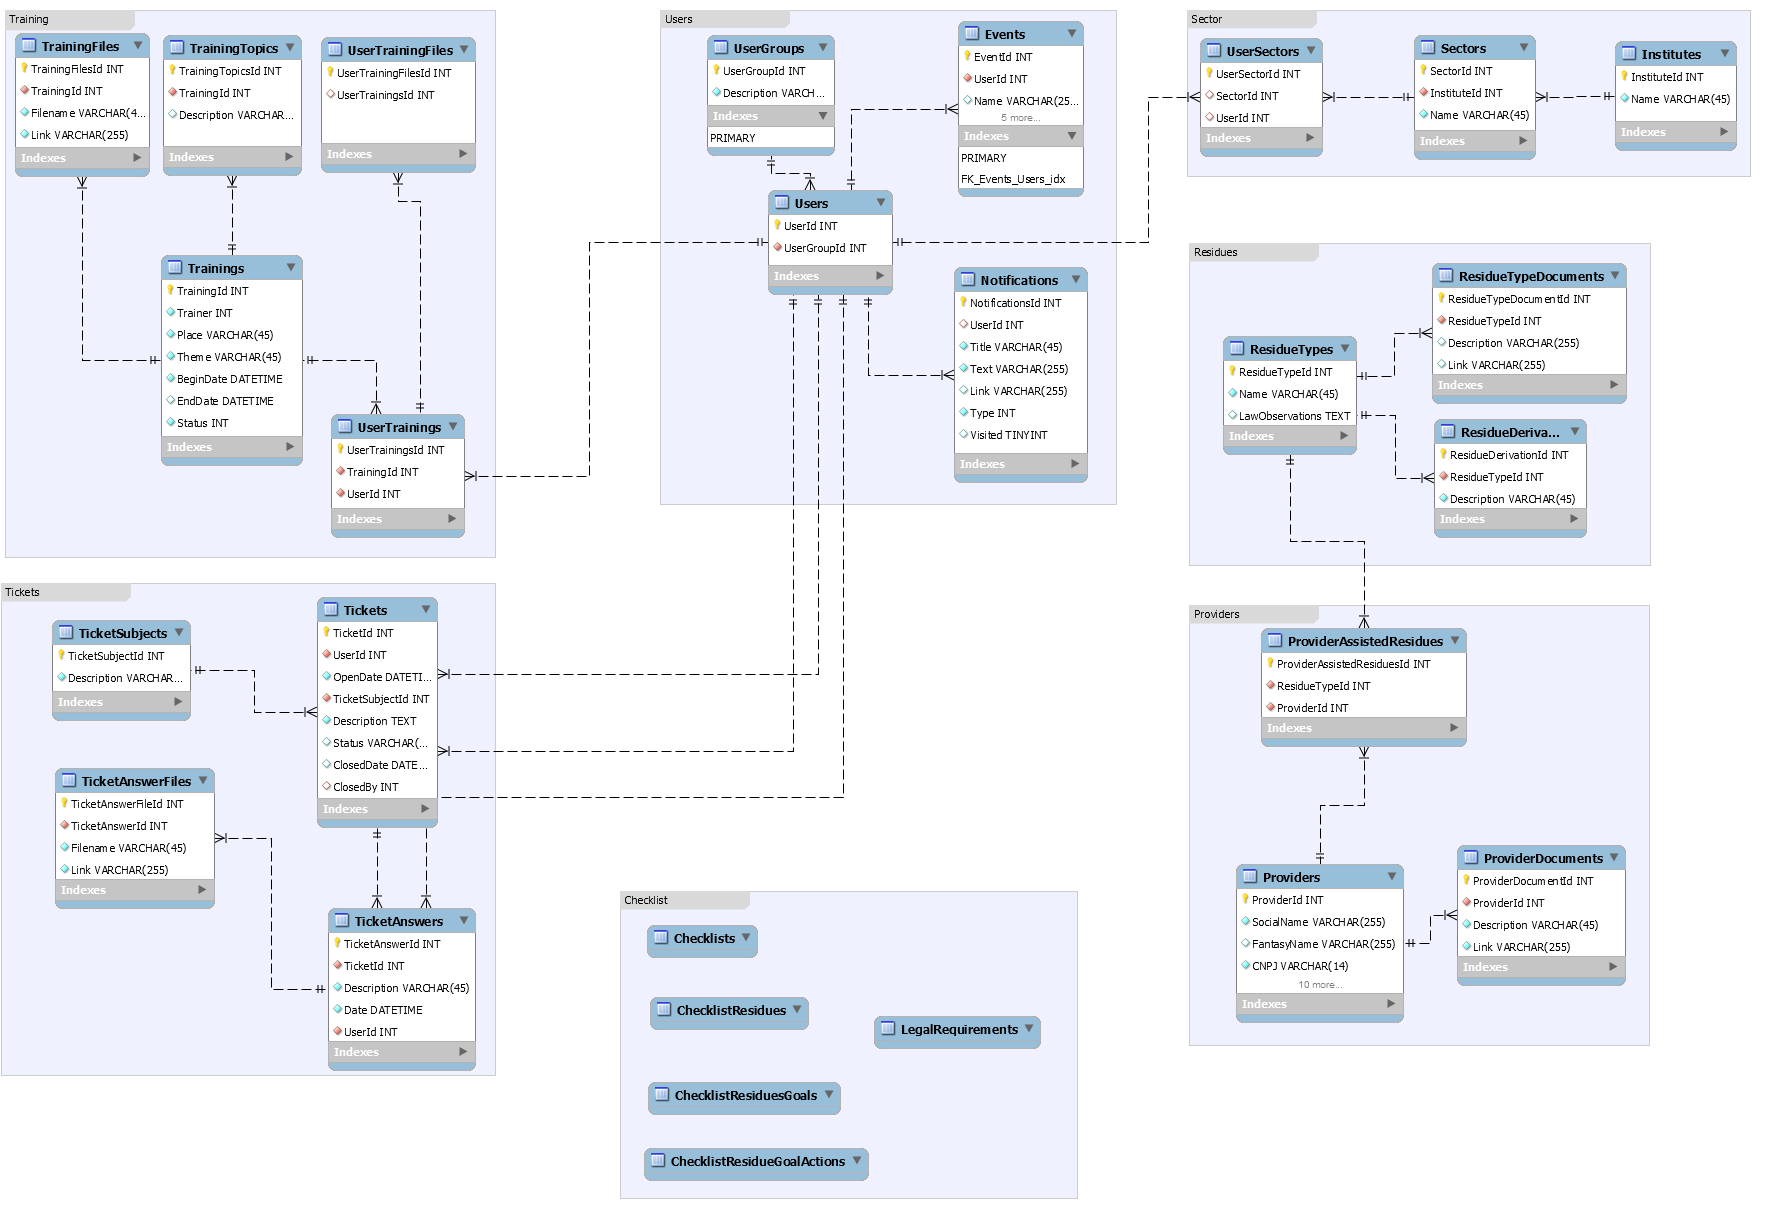 Training
TrainingFiles
TrainingFilesId INT
TrainingId INT
Filename VARCHAR(4...
Link VARCHAR(255)
Indexes
TrainingTopics
TrainingTopicsId INT
TrainingId INT
Description VARCHAR...
Indexes
UserTrainingFiles
UserTrainingFilesId INT
UserTrainingsId INT
Indexes
Trainings
TrainingId INT
Trainer INT
Place VARCHAR(45)
Theme VARCHAR(45)
BeginDate DATETIME
EndDate DATETIME
Status INT
Indexes
UserTrainings
UserTrainingsId INT
TrainingId INT
UserId INT
Indexes
Users
UserGroups
UserGroupId INT
Description VARCH...
Indexes
PRIMARY
Events
EventId INT
UserId INT
Name VARCHAR(25...
5 more...
Indexes
PRIMARY
FK_Events_Users_idx
Users
UserId INT
UserGroupId INT
Indexes
Notifications
NotificationsId INT
UserId INT
Title VARCHAR(45)
Text VARCHAR(255)
Link VARCHAR(255)
Type INT
Visited TINYINT
Indexes
Sector
UserSectors
UserSectorId INT
SectorId INT
UserId INT
Indexes
Sectors
SectorId INT
InstituteId INT
Name VARCHAR(45)
Indexes
Institutes
InstituteId INT
Name VARCHAR(45)
Indexes
Residues
ResidueTypeDocuments
ResidueTypeDocumentId INT
ResidueTypeId INT
Description VARCHAR(255)
Link VARCHAR(255)
Indexes
ResidueTypes
ResidueTypeId INT
Name VARCHAR(45)
LawObservations TEXT
Indexes
ResidueDeriva...
ResidueDerivationId INT
ResidueTypeId INT
Description VARCHAR(45)
Indexes
Tickets
TicketSubjects
TicketSubjectId INT
Description VARCHAR...
Indexes
Tickets
TicketId INT
UserId INT
OpenDate DATETI...
TicketSubjectId INT
Description TEXT
Status VARCHAR(...
ClosedDate DATE...
ClosedBy INT
Indexes
TicketAnswerFiles
TicketAnswerFileId INT
TicketAnswerId INT
Filename VARCHAR(45)
Link VARCHAR(255)
Indexes
TicketAnswers
TicketAnswerId INT
TicketId INT
Description VARCHAR(45)
Date DATETIME
UserId INT
Indexes
Checklist
Checklists
ChecklistResidues
LegalRequirements
ChecklistResiduesGoals
ChecklistResidueGoalActions
Providers
ProviderAssistedResidues
ProviderAssistedResiduesId INT
ResidueTypeId INT
ProviderId INT
Indexes
Providers
ProviderId INT
SocialName VARCHAR(255)
FantasyName VARCHAR(255)
CNPJ VARCHAR(14)
10 more...
Indexes
ProviderDocuments
ProviderDocumentId INT
ProviderId INT
Description VARCHAR(45)
Link VARCHAR(255)
Indexes